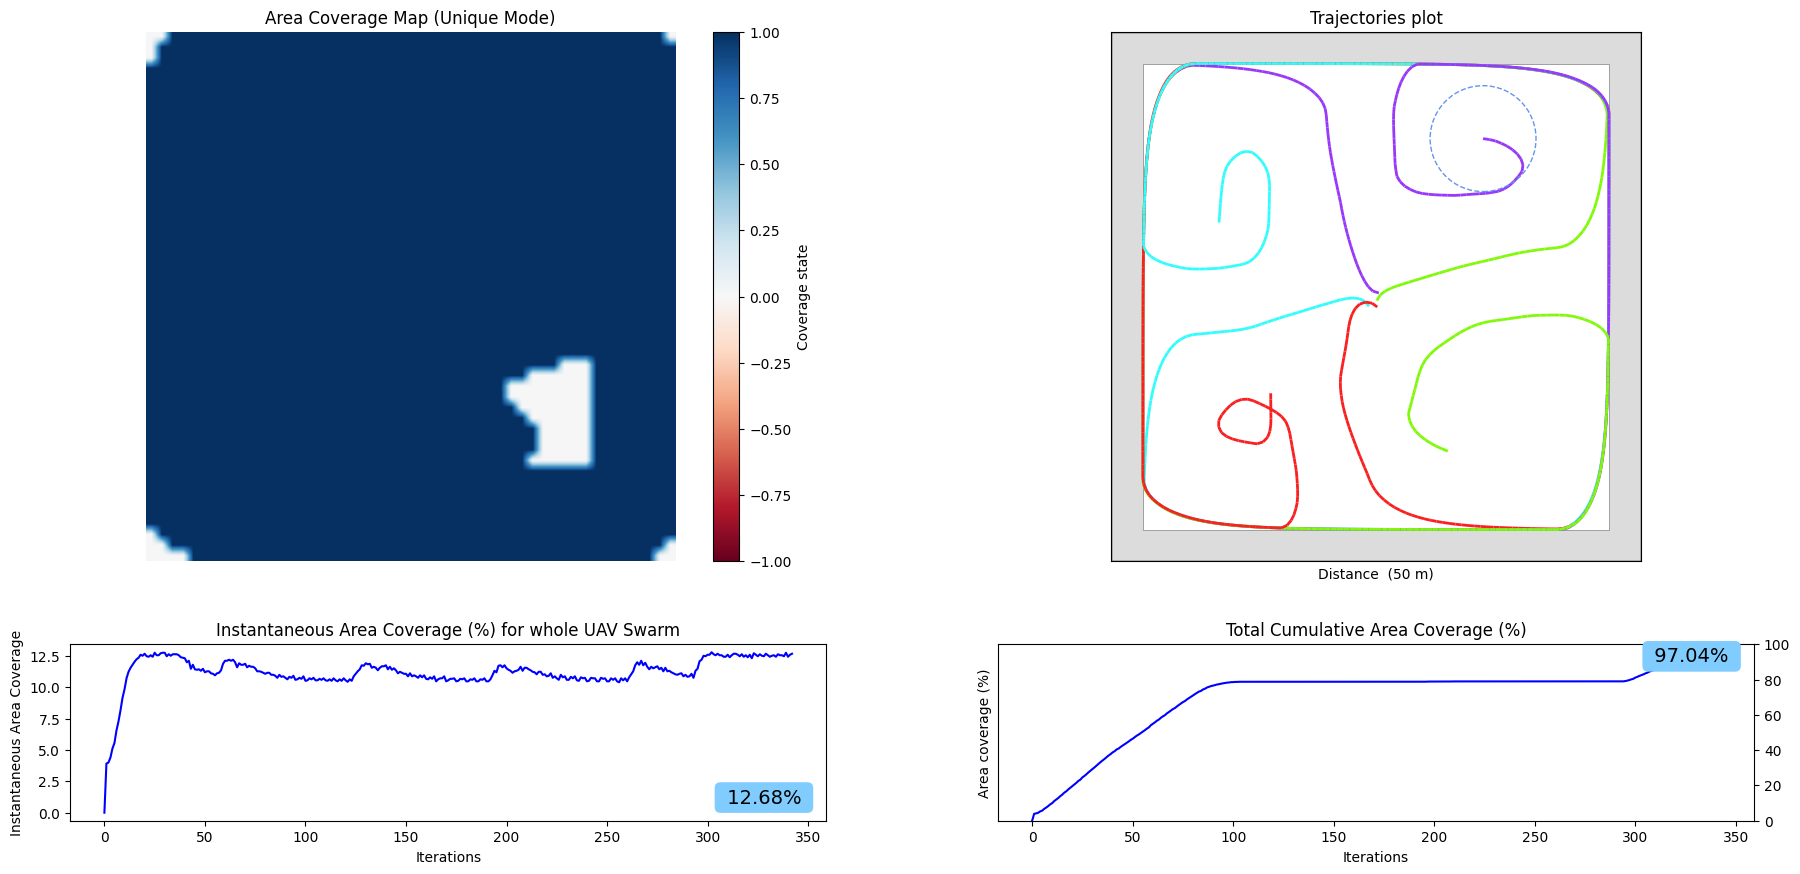 Area Coverage Map (Unique Mode)
1.00
0.75
0.50
0.25
0.00
−0.25
−0.50
−0.75
−1.00
Coverage state
Trajectories plot
Distance  (50 m)
Instantaneous Area Coverage (%) for whole UAV Swarm
Instantaneous Area Coverage
12.5
10.0
7.5
5.0
2.5
0.0
12.68%
0 50 100 150 200 250 300 350
Iterations
Total Cumulative Area Coverage (%)
Area coverage (%)
97.04%
100
80
60
40
20
0
0 50 100 150 200 250 300 350
Iterations